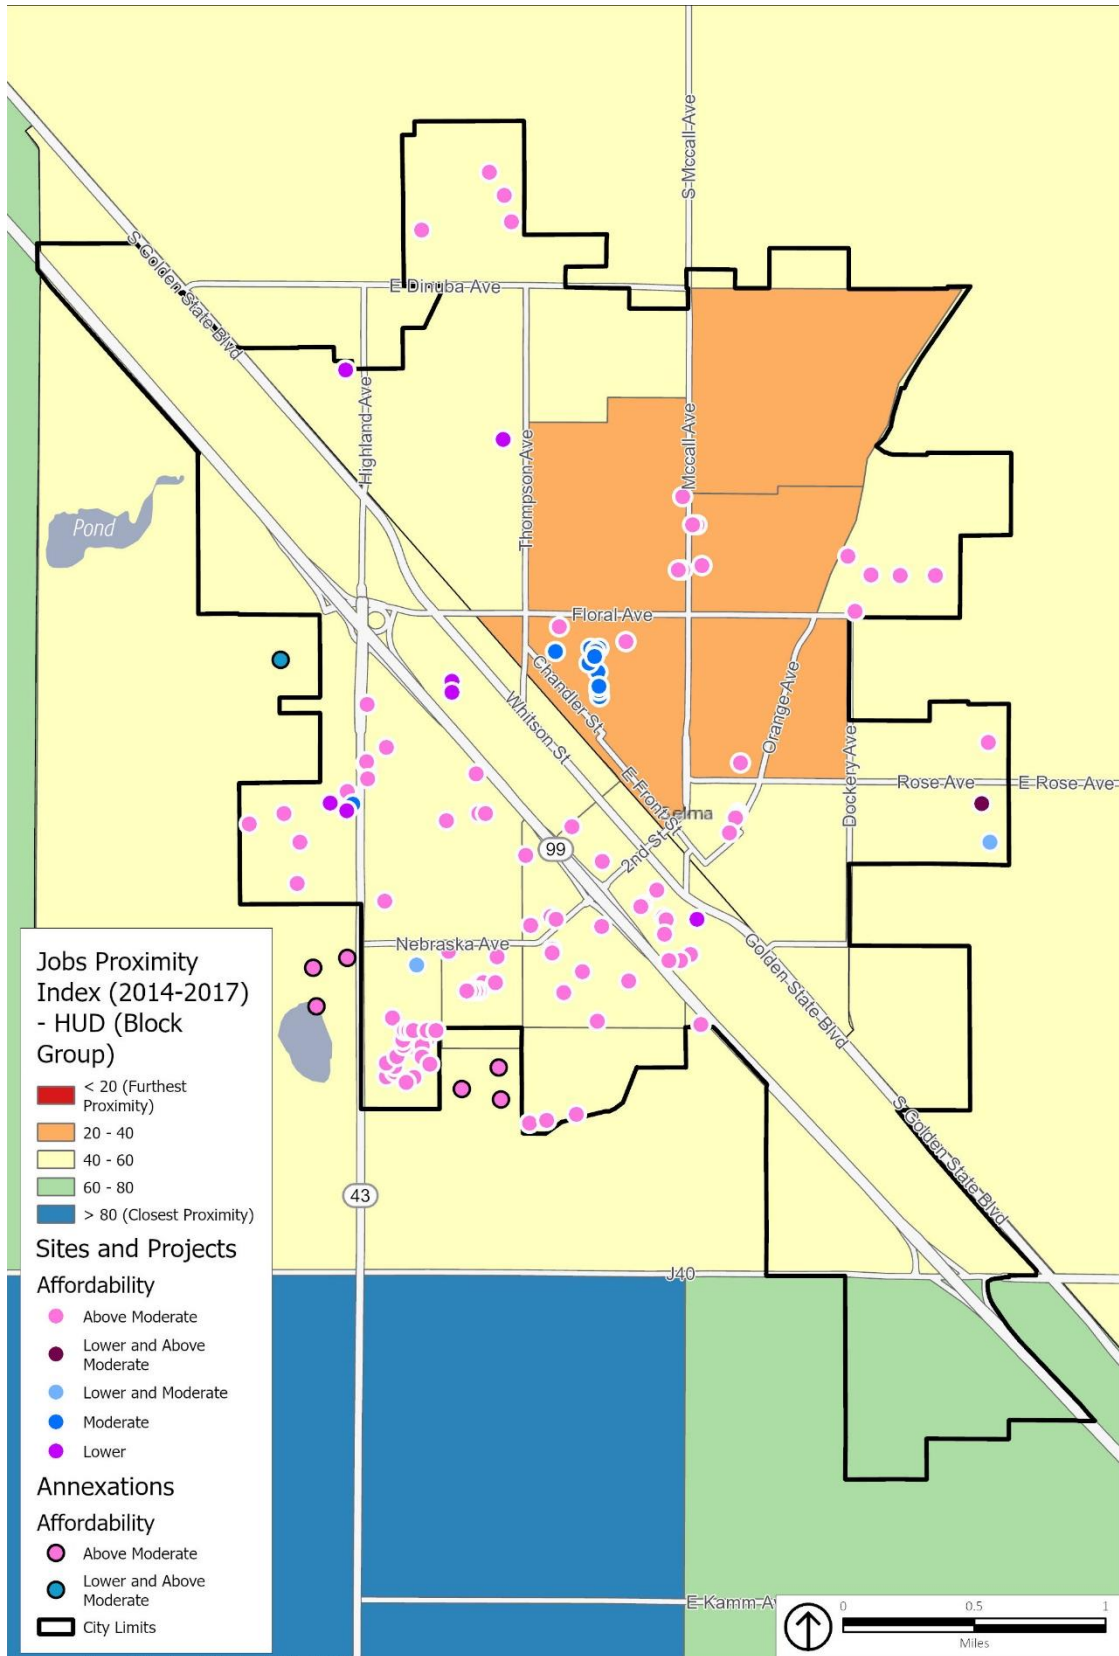 S Mccall Ave
S Golden State Blvd
E Dinuba Ave
Highland Ave
Thompson Ave
Mccall Ave
Pond
Floral Ave
Chandler St
Whitson St
Orange Ave
Dockery Ave
E Front St
Rose Ave
E Rose Ave
elma
2nd St
99
Nebraska Ave
Golden State Blvd
S Golden State Blvd
43
J40
E Kamm Av
Jobs Proximity
Index (2014-2017)
- HUD (Block
Group)
< 20 (Furthest
Proximity)
20 - 40
40 - 60
60 - 80
> 80 (Closest Proximity)
Sites and Projects
Affordability
Above Moderate
Lower and Above
Moderate
Lower and Moderate
Moderate
Lower
Annexations
Affordability
Above Moderate
Lower and Above
Moderate
City Limits
0 0.5 1
Miles